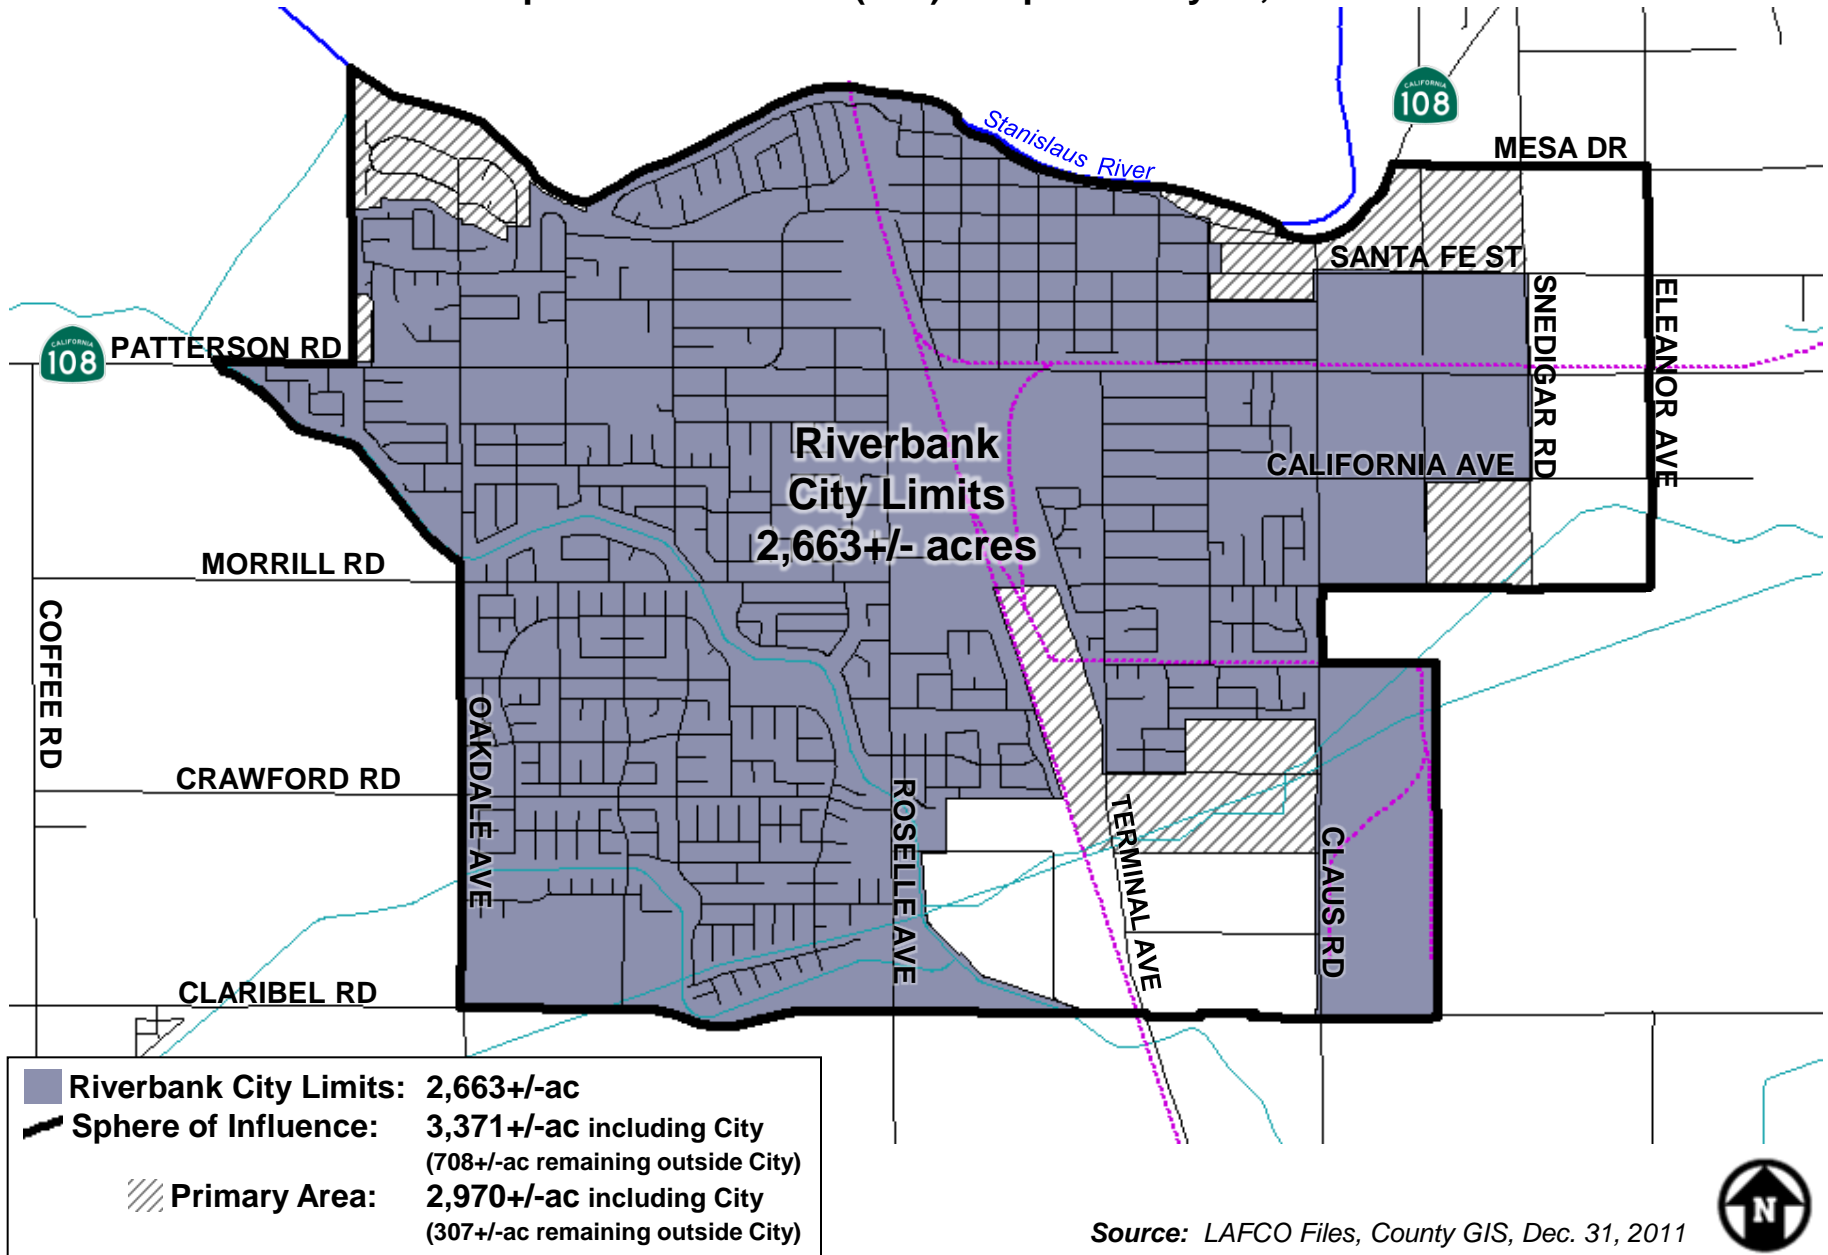 Stanislaus River
CALIFORNIA
108
MESA DR
SANTA FE ST
SNEDIGAR RD
ELEANOR AVE
CALIFORNIA
108
PATTERSON RD
Riverbank
City Limits
2,663+/- acres
CALIFORNIA AVE
MORRILL RD
COFFEE RD
OAKDALE AVE
CRAWFORD RD
ROSELLE AVE
TERMINAL AVE
CLAUS RD
CLARIBEL RD
Riverbank City Limits: 2,663+/-ac
Sphere of Influence: 3,371+/-ac including City
(708+/-ac remaining outside City)
Primary Area: 2,970+/-ac including City
(307+/-ac remaining outside City)
Source: LAFCO Files, County GIS, Dec. 31, 2011
N